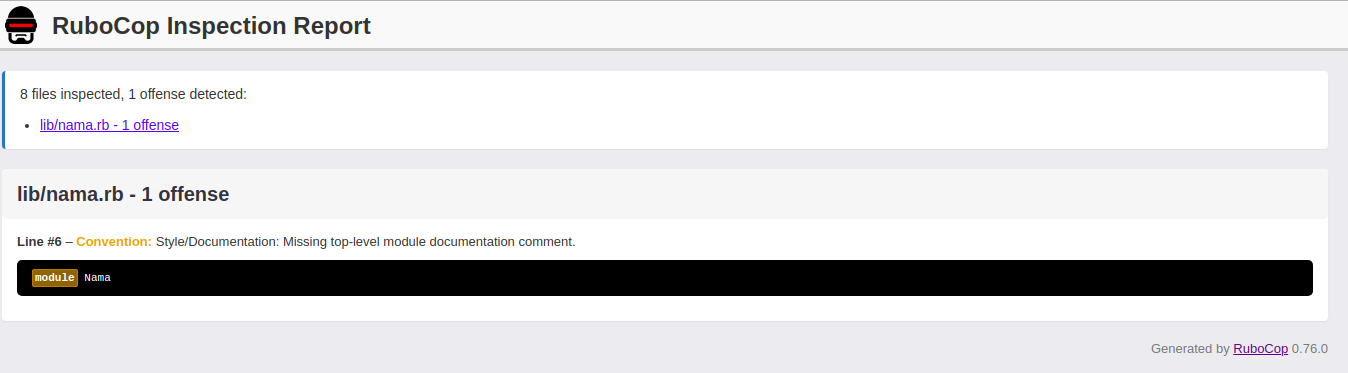 RuboCop Inspection Report
8 files inspected, 1 offense detected:
• lib/nama.rb - 1 offense
lib/nama.rb - 1 offense
Line #6 – Convention: Style/Documentation: Missing top-level module documentation comment.
module Nama
Generated by RuboCop 0.76.0